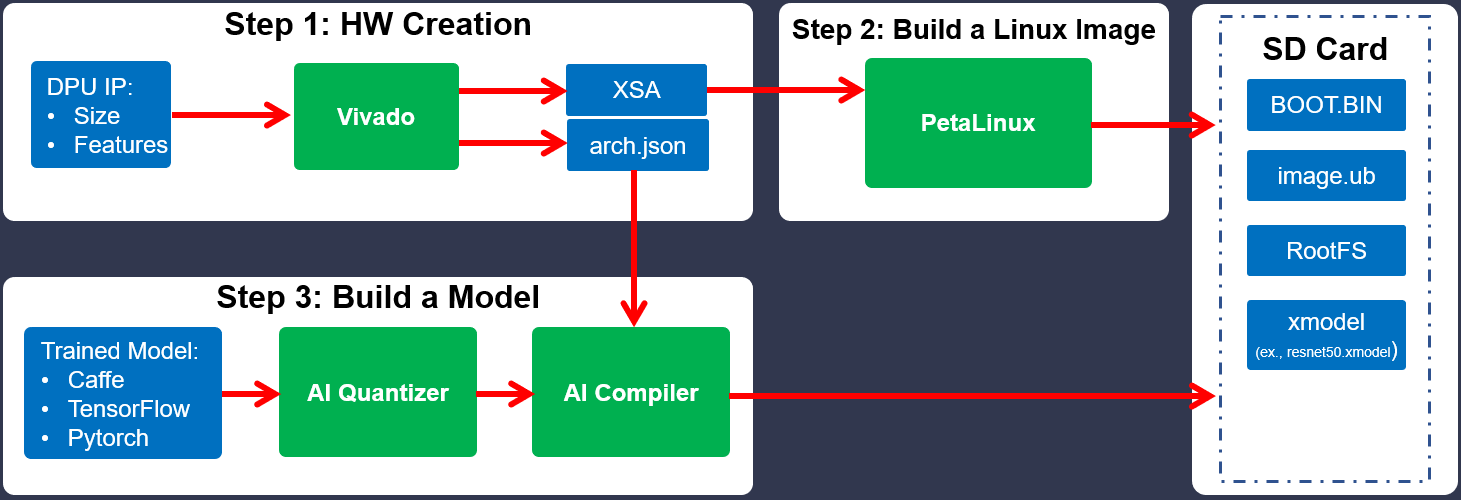 Step 1: HW Creation
DPU IP:
• Size
• Features
Vivado
XSA
arch.json
Step 2: Build a Linux Image
PetaLinux
Step 3: Build a Model
Trained Model:
• Caffe
• TensorFlow
• Pytorch
AI Quantizer
AI Compiler
SD Card
BOOT.BIN
image.ub
RootFS
xmodel
(ex., resnet50.xmodel)